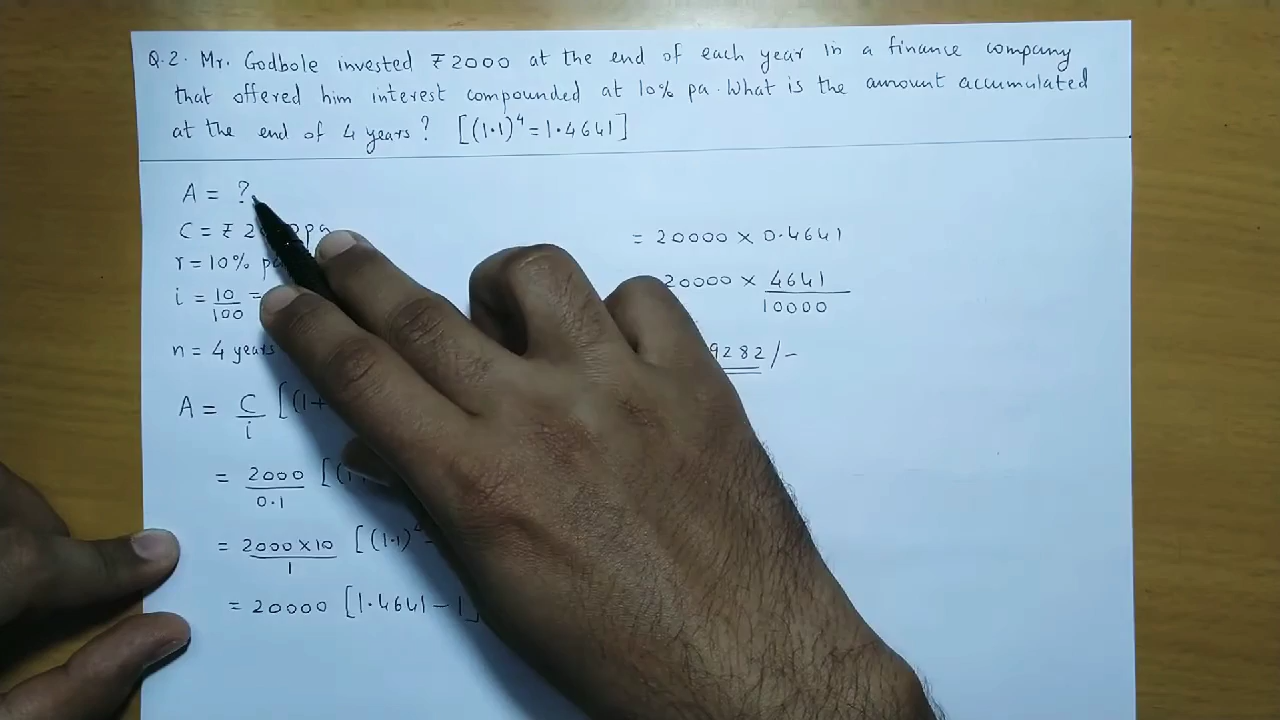 Q.2. Mr. Godbole invested ₹2000 at the end of each year in a finance company
that offered him interest compounded at 10% pa. What is the amount accumulated
at the end of 4 years? [(1.1)^4 = 1.4641]
A = ?
C = ₹ 2 pa
r = 10% pa
i = 10/100 =
n = 4 years
A = C/i [(1+
= 2000/0.1 [(1
= 2000×10/1 [(1.1)^4
= 20000 [1.4641 − 1]
= 20000 × 0.4641
20000 × 4641/10000
9282/-